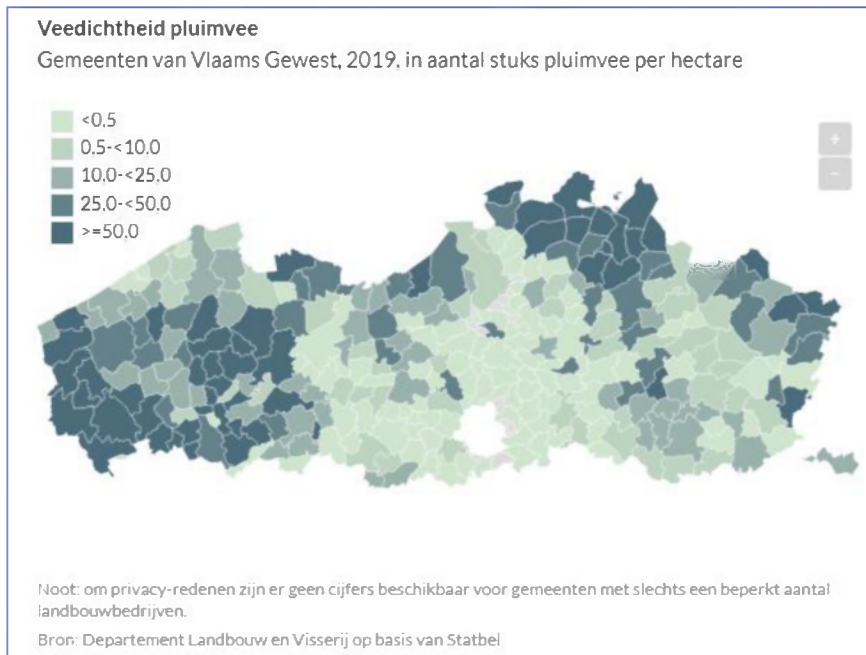 Veedichtheid pluimvee
Gemeenten van Vlaams Gewest, 2019, in aantal stuks pluimvee per hectare
<0,5
0,5-<10,0
10,0-<25,0
25,0-<50,0
>=50,0
+
−
Noot: om privacy-redenen zijn er geen cijfers beschikbaar voor gemeenten met slechts een beperkt aantal
landbouwbedrijven.
Bron: Departement Landbouw en Visserij op basis van Statbel